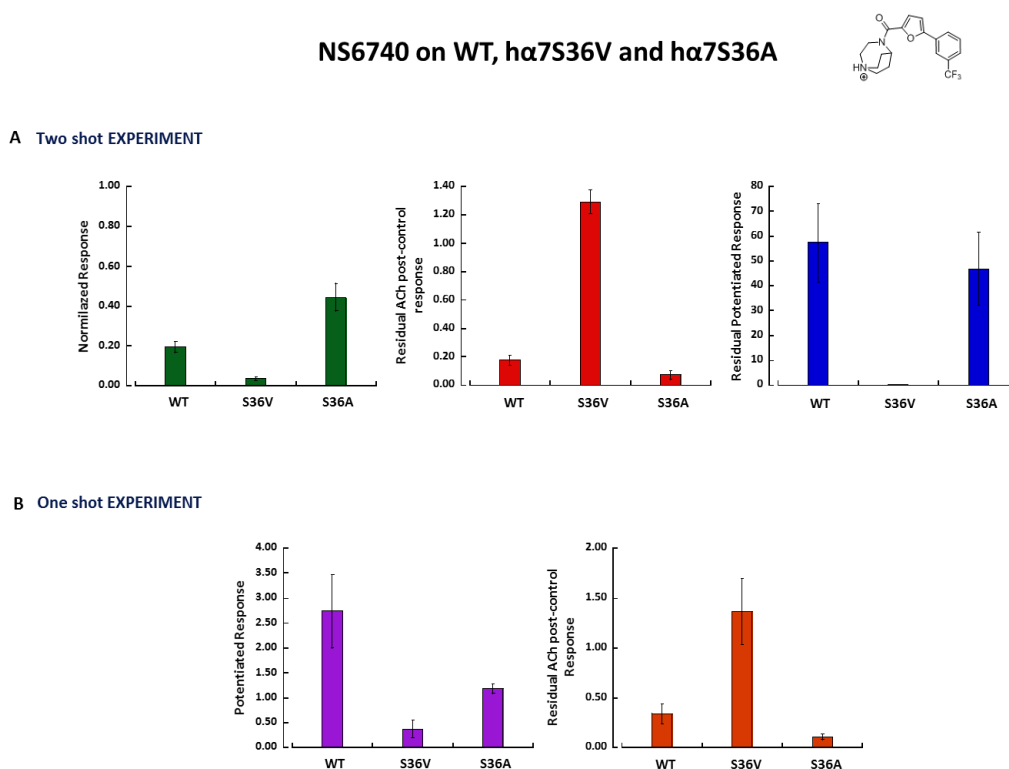 NS6740 on WT, hα7S36V and hα7S36A
O
N
O
HN
⊕
CF3
A Two shot EXPERIMENT
Normilazed Response
1.00
0.80
0.60
0.40
0.20
0.00
WT S36V S36A
Residual ACh post-control
response
1.40
1.20
1.00
0.80
0.60
0.40
0.20
0.00
WT S36V S36A
Residual Potentiated Response
80
70
60
50
40
30
20
10
0
WT S36V S36A
B One shot EXPERIMENT
Potentiated Response
4.00
3.50
3.00
2.50
2.00
1.50
1.00
0.50
0.00
WT S36V S36A
Residual ACh post-control
Response
2.00
1.50
1.00
0.50
0.00
WT S36V S36A